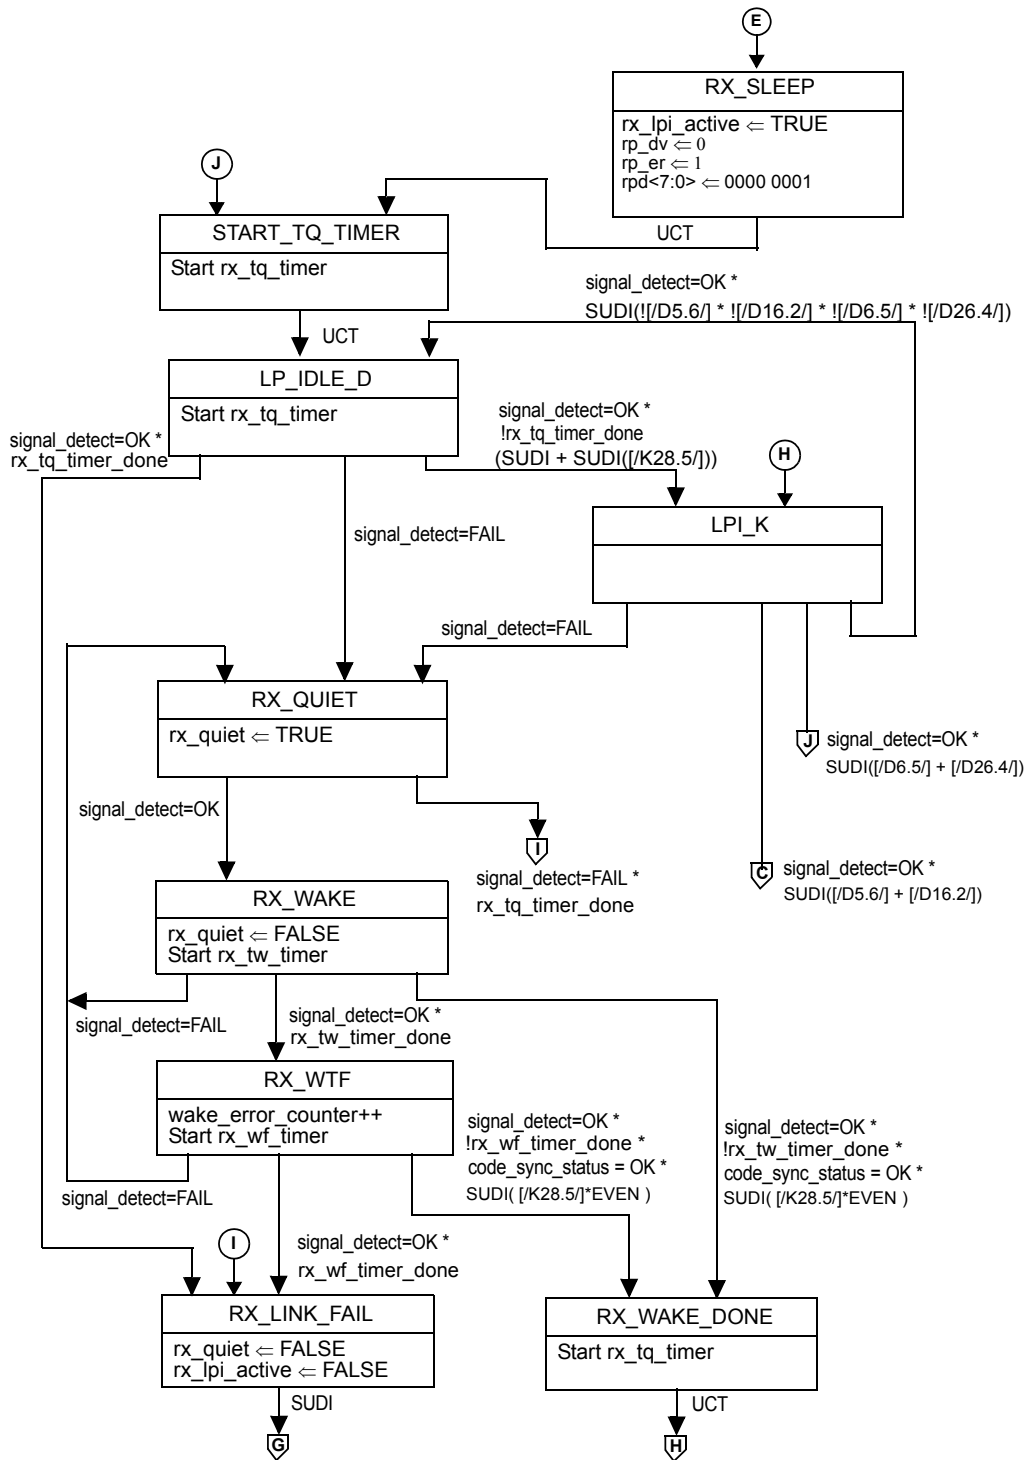 E
RX_SLEEP
rx_lpi_active ⇐ TRUE
rp_dv ⇐ 0
rp_er ⇐ 1
rpd<7:0> ⇐ 0000 0001
UCT
J
START_TQ_TIMER
Start rx_tq_timer
UCT
signal_detect=OK *
SUDI(![/D5.6/] * ![/D16.2/] * ![/D6.5/] * ![/D26.4/])
LP_IDLE_D
Start rx_tq_timer
signal_detect=OK *
rx_tq_timer_done
signal_detect=OK *
!rx_tq_timer_done
(SUDI + SUDI([/K28.5/]))
H
LPI_K
signal_detect=FAIL
signal_detect=FAIL
RX_QUIET
rx_quiet ⇐ TRUE
J
signal_detect=OK *
SUDI([/D6.5/] + [/D26.4/])
signal_detect=OK
I
signal_detect=FAIL *
rx_tq_timer_done
C
signal_detect=OK *
SUDI([/D5.6/] + [/D16.2/])
RX_WAKE
rx_quiet ⇐ FALSE
Start rx_tw_timer
signal_detect=FAIL
signal_detect=OK *
rx_tw_timer_done
RX_WTF
wake_error_counter++
Start rx_wf_timer
signal_detect=OK *
!rx_wf_timer_done *
code_sync_status = OK *
SUDI( [/K28.5/]*EVEN )
signal_detect=OK *
!rx_tw_timer_done *
code_sync_status = OK *
SUDI( [/K28.5/]*EVEN )
signal_detect=FAIL
I
signal_detect=OK *
rx_wf_timer_done
RX_LINK_FAIL
rx_quiet ⇐ FALSE
rx_lpi_active ⇐ FALSE
SUDI
G
RX_WAKE_DONE
Start rx_tq_timer
UCT
H